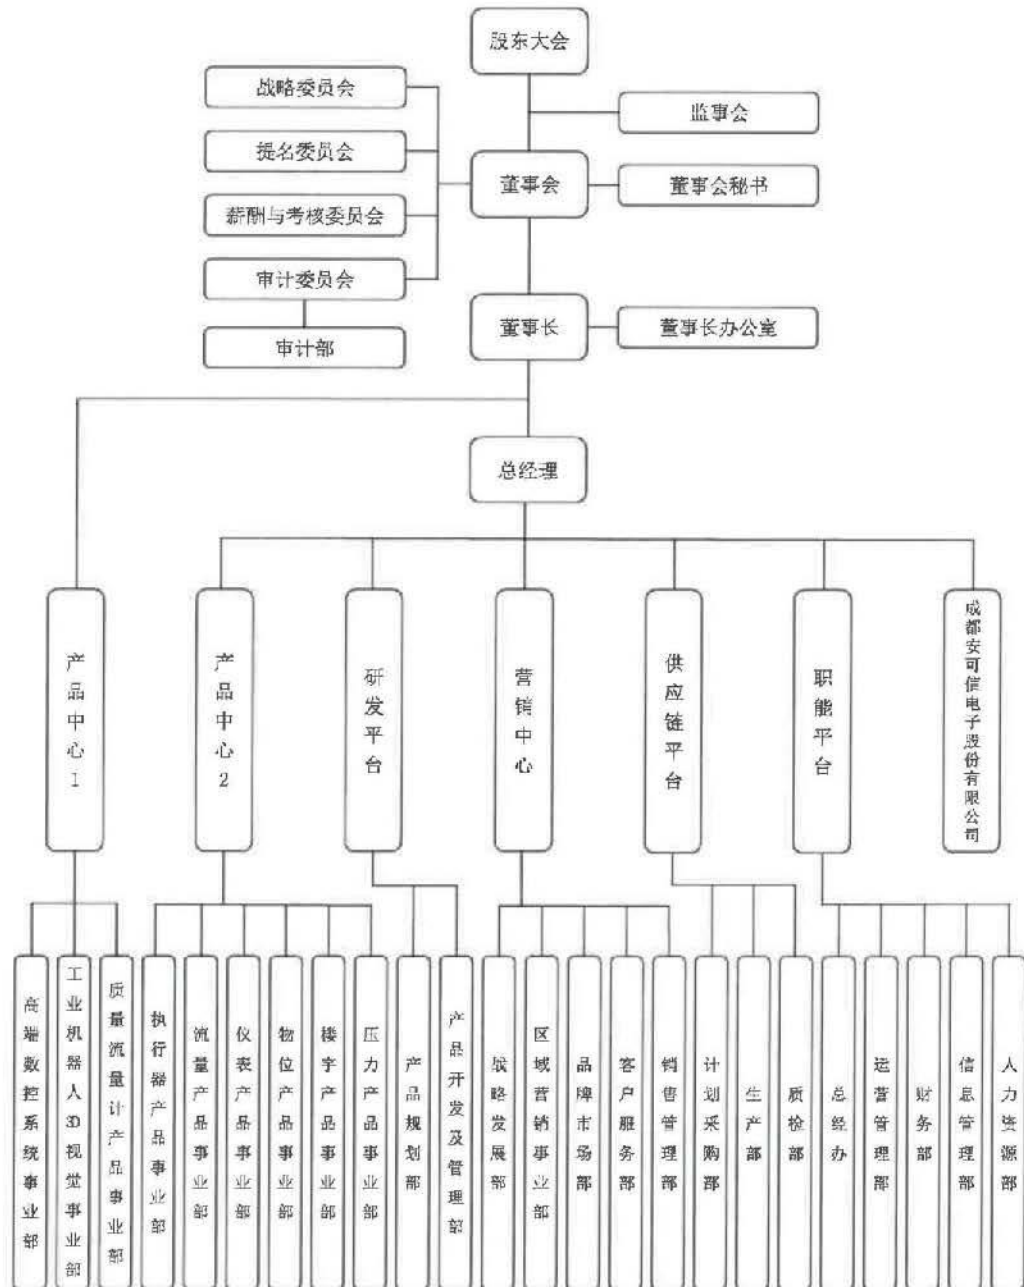 股东大会
战略委员会
监事会
提名委员会
董事会
董事会秘书
薪酬与考核委员会
审计委员会
董事长
董事长办公室
审计部
总经理
产品中心1
产品中心2
研发平台
营销中心
供应链平台
职能平台
成都安可信电子股份有限公司
高端数控系统事业部
工业机器人3D视觉事业部
质量流量计产品事业部
执行器产品事业部
流量产品事业部
仪表产品事业部
物位产品事业部
楼宇产品事业部
压力产品事业部
产品规划部
产品开发及管理部
战略发展部
区域营销事业部
品牌市场部
客户服务部
销售管理部
计划采购部
生产部
质检部
总经办
运营管理部
财务部
信息管理部
人力资源部